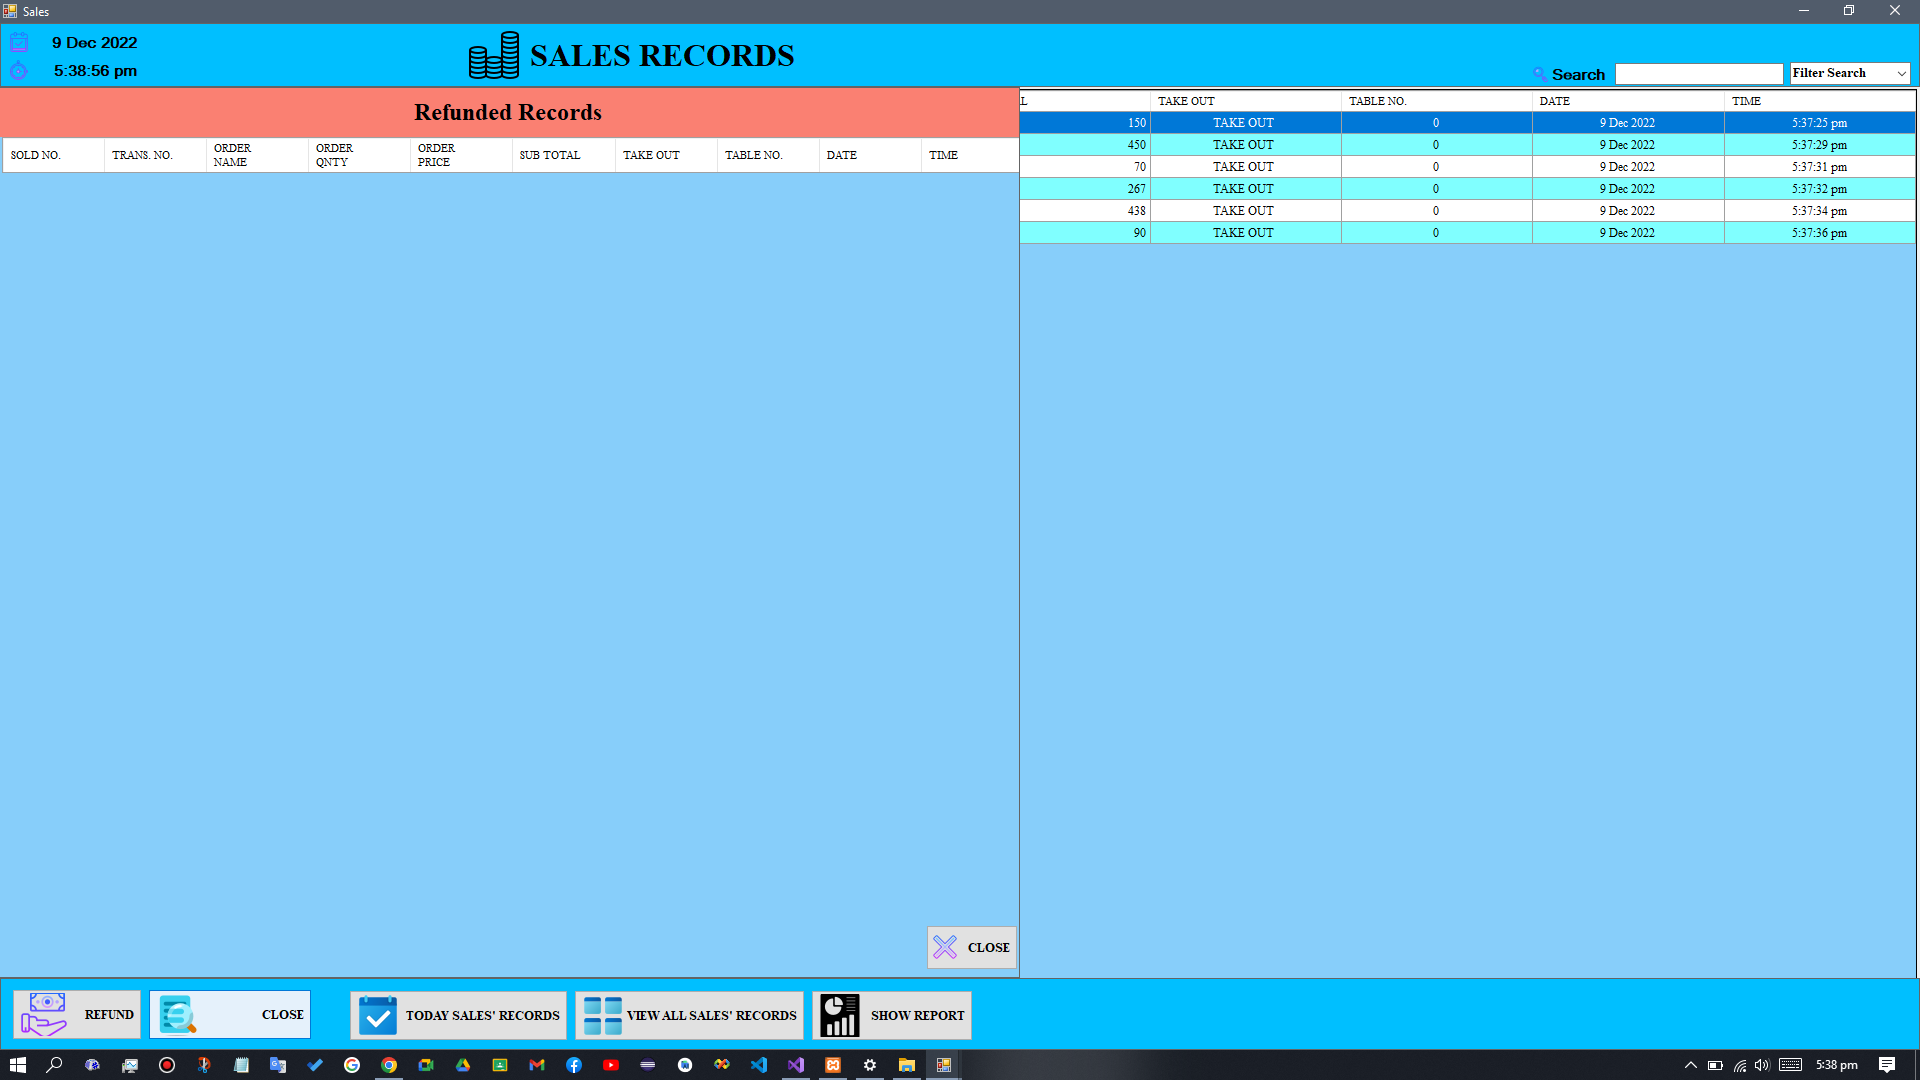 Sales
9 Dec 2022
5:38:56 pm
SALES RECORDS
Search
Filter Search
Refunded Records
SOLD NO. TRANS. NO. ORDER NAME ORDER QNTY ORDER PRICE SUB TOTAL TAKE OUT TABLE NO. DATE TIME
L TAKE OUT TABLE NO. DATE TIME
150 TAKE OUT 0 9 Dec 2022 5:37:25 pm
450 TAKE OUT 0 9 Dec 2022 5:37:29 pm
70 TAKE OUT 0 9 Dec 2022 5:37:31 pm
267 TAKE OUT 0 9 Dec 2022 5:37:32 pm
438 TAKE OUT 0 9 Dec 2022 5:37:34 pm
90 TAKE OUT 0 9 Dec 2022 5:37:36 pm
CLOSE
REFUND CLOSE TODAY SALES' RECORDS VIEW ALL SALES' RECORDS SHOW REPORT
5:38 pm